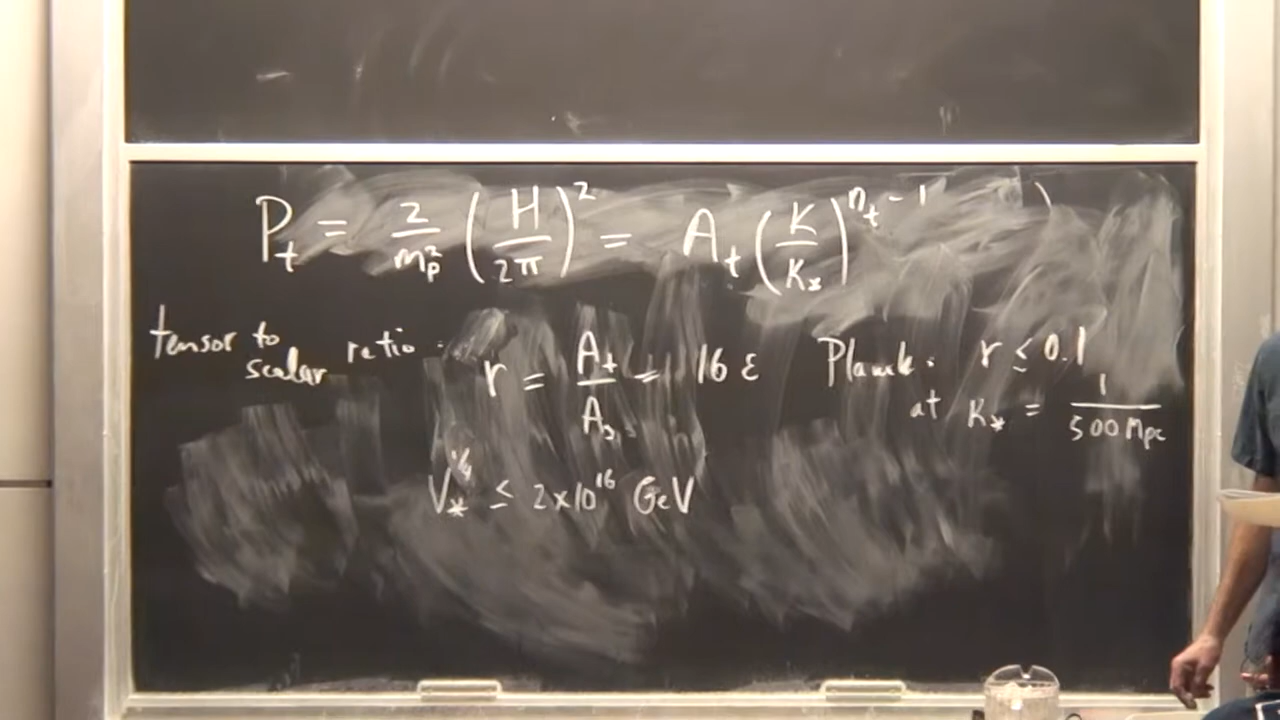 P_t = 2/m_p^2 (H/2π)^2 = A_t (K/K_*)^{n_t - 1}
tensor to scalar ratio: r = A_t/A_s = 16 ε
Planck: r ≤ 0.1
at K_* = 1/500 Mpc
V_*^{1/4} ≤ 2×10^16 GeV